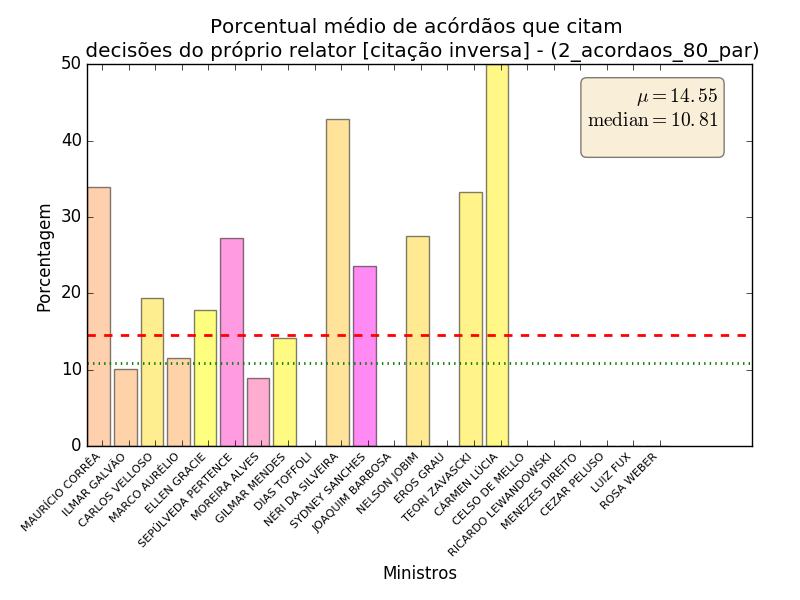 Porcentual médio de acórdãos que citam
decisões do próprio relator [citação inversa] - (2_acordaos_80_par)
μ = 14.55
median = 10.81
Porcentagem
50
40
30
20
10
0
MAURÍCIO CORRÊA
ILMAR GALVÃO
CARLOS VELLOSO
MARCO AURÉLIO
ELLEN GRACIE
SEPÚLVEDA PERTENCE
MOREIRA ALVES
GILMAR MENDES
DIAS TOFFOLI
NÉRI DA SILVEIRA
SYDNEY SANCHES
JOAQUIM BARBOSA
NELSON JOBIM
EROS GRAU
TEORI ZAVASCKI
CÁRMEN LÚCIA
CELSO DE MELLO
RICARDO LEWANDOWSKI
MENEZES DIREITO
CEZAR PELUSO
LUIZ FUX
ROSA WEBER
Ministros